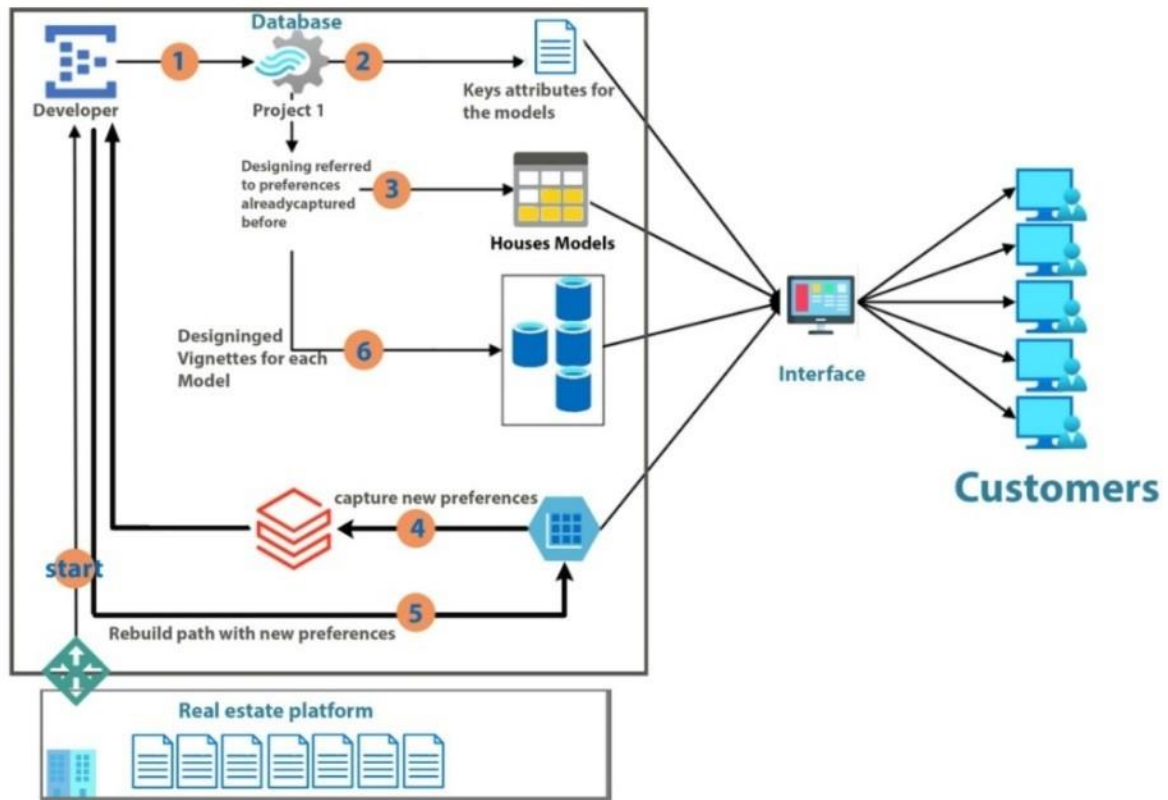 Database
1
2
Developer
Project 1
Keys attributes for
the models
Designing referred
to preferences
alreadycaptured
before
3
Houses Models
Designinged
Vignettes for each
Model
6
Interface
Customers
capture new preferences
4
start
5
Rebuild path with new preferences
Real estate platform